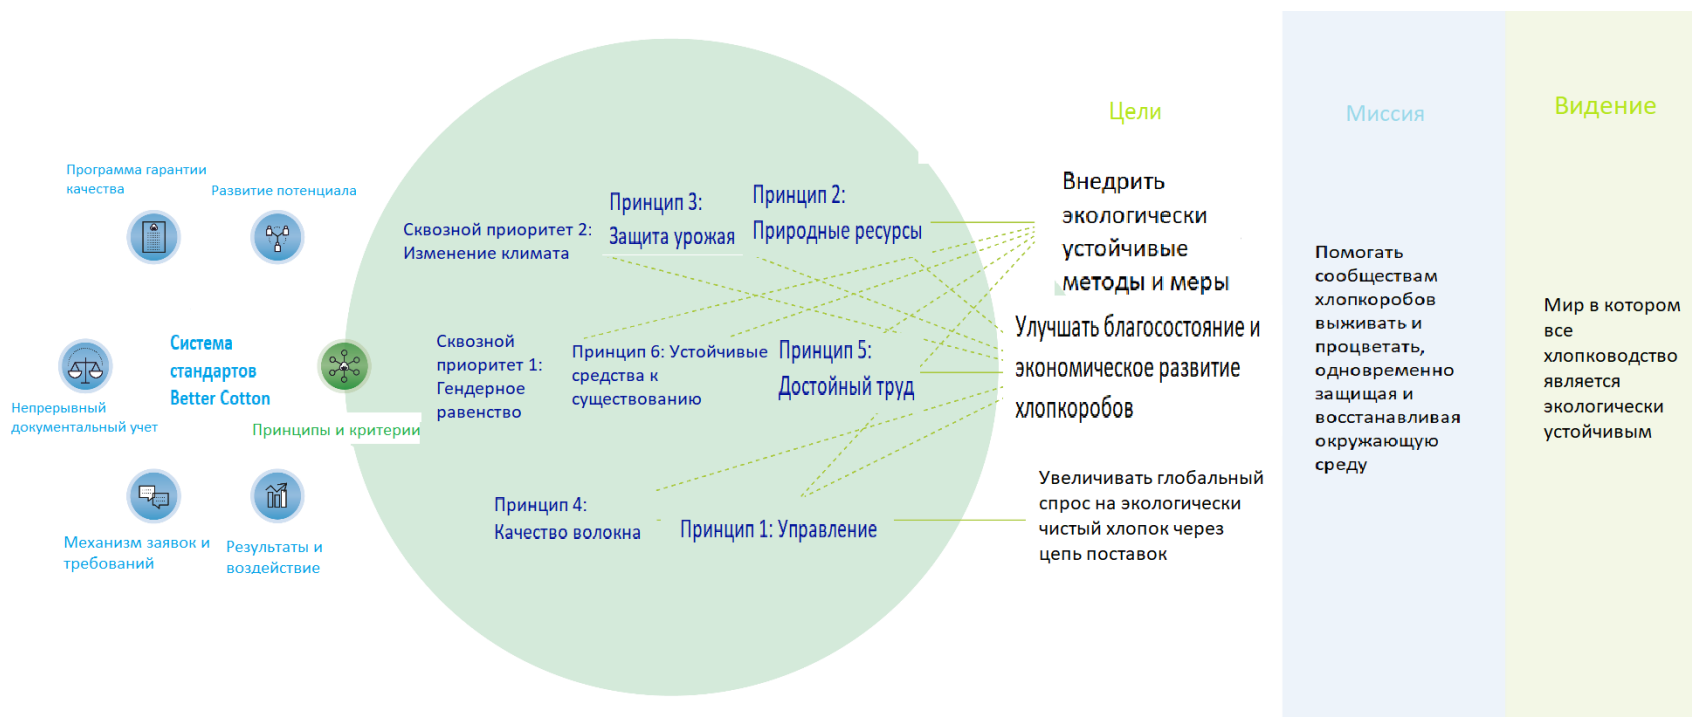 Программа гарантии
качества
Развитие потенциала
Непрерывный
документальный учет
Система
стандартов
Better Cotton
Принципы и критерии
Механизм заявок и
требований
Результаты и
воздействие
Сквозной приоритет 2:
Изменение климата
Принцип 3:
Защита урожая
Принцип 2:
Природные ресурсы
Сквозной
приоритет 1:
Гендерное
равенство
Принцип 6: Устойчивые
средства к
существованию
Принцип 5:
Достойный труд
Принцип 4:
Качество волокна
Принцип 1: Управление
Цели
Внедрить
экологически
устойчивые
методы и меры
Улучшать благосостояние и
экономическое развитие
хлопкоробов
Увеличивать глобальный
спрос на экологически
чистый хлопок через
цепь поставок
Миссия
Помогать
сообществам
хлопкоробов
выживать и
процветать,
одновременно
защищая и
восстанавливая
окружающую
среду
Видение
Мир в котором
все
хлопководство
является
экологически
устойчивым